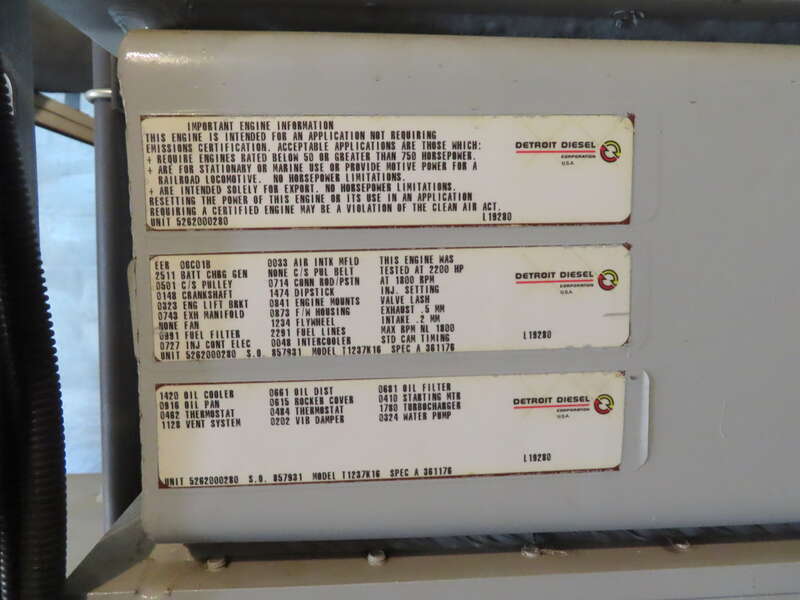 IMPORTANT ENGINE INFORMATION
THIS ENGINE IS INTENDED FOR AN APPLICATION NOT REQUIRING
EMISSIONS CERTIFICATION. ACCEPTABLE APPLICATIONS ARE THOSE WHICH:
+ REQUIRE ENGINES RATED BELOW 50 OR GREATER THAN 750 HORSEPOWER.
+ ARE FOR STATIONARY OR MARINE USE OR PROVIDE MOTIVE POWER FOR A
RAILROAD LOCOMOTIVE. NO HORSEPOWER LIMITATIONS.
+ ARE INTENDED SOLELY FOR EXPORT. NO HORSEPOWER LIMITATIONS.
RESETTING THE POWER OF THIS ENGINE OR ITS USE IN AN APPLICATION
REQUIRING A CERTIFIED ENGINE MAY BE A VIOLATION OF THE CLEAN AIR ACT.
UNIT 5262000280 L19280
DETROIT DIESEL
CORPORATION
U.S.A.
EER 06C01B 0033 AIR INTK MFLD THIS ENGINE WAS
2511 BATT CHRG GEN NONE C/S PUL BELT TESTED AT 2200 HP
0501 C/S PULLEY 0714 CONN ROD/PSTN AT 1800 RPM
0148 CRANKSHAFT 1474 DIPSTICK INJ. SETTING
0323 ENG LIFT BRKT 0841 ENGINE MOUNTS VALVE LASH
0743 EXH MANIFOLD 0873 F/W HOUSING EXHAUST .5 MM
NONE FAN 1234 FLYWHEEL INTAKE .2 MM
0991 FUEL FILTER 2291 FUEL LINES MAX RPM NL 1800
0727 INJ CONT ELEC 0048 INTERCOOLER STD CAM TIMING
UNIT 5262000280 S.O. 857931 MODEL T1237K16 SPEC A 361176
DETROIT DIESEL
CORPORATION
U.S.A.
L19280
1420 OIL COOLER 0661 OIL DIST 0681 OIL FILTER
0916 OIL PAN 0615 ROCKER COVER 0410 STARTING MTR
0462 THERMOSTAT 0484 THERMOSTAT 1780 TURBOCHARGER
1128 VENT SYSTEM 0202 VIB DAMPER 0324 WATER PUMP
UNIT 5262000280 S.O. 857931 MODEL T1237K16 SPEC A 361176
DETROIT DIESEL
CORPORATION
U.S.A.
L19280